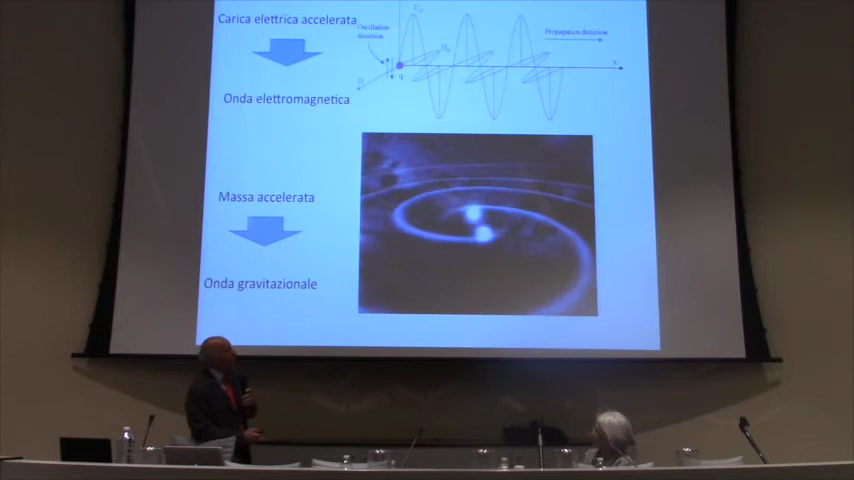 Carica elettrica accelerata
Oscillation
direction
Propagation direction
x
q
Onda elettromagnetica
Massa accelerata
Onda gravitazionale